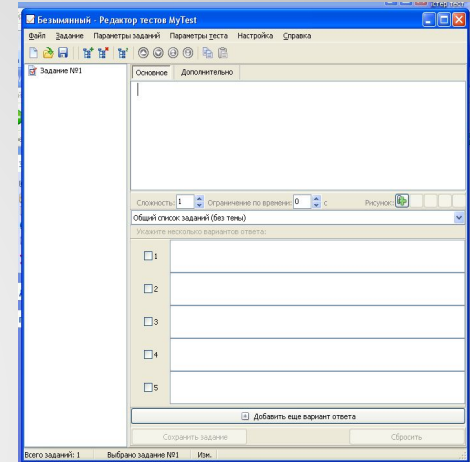 Безымянный - Редактор тестов MyTest
Файл Задание Параметры заданий Параметры теста Настройка Справка
Задание №1
Основное Дополнительно
Сложность: 1 Ограничение по времени: 0 с Рисунок:
Общий список заданий (без темы)
Укажите несколько вариантов ответа:
1
2
3
4
5
Добавить еще вариант ответа
Сохранить задание Сбросить
Всего заданий: 1 Выбрано задание №1 Изм.